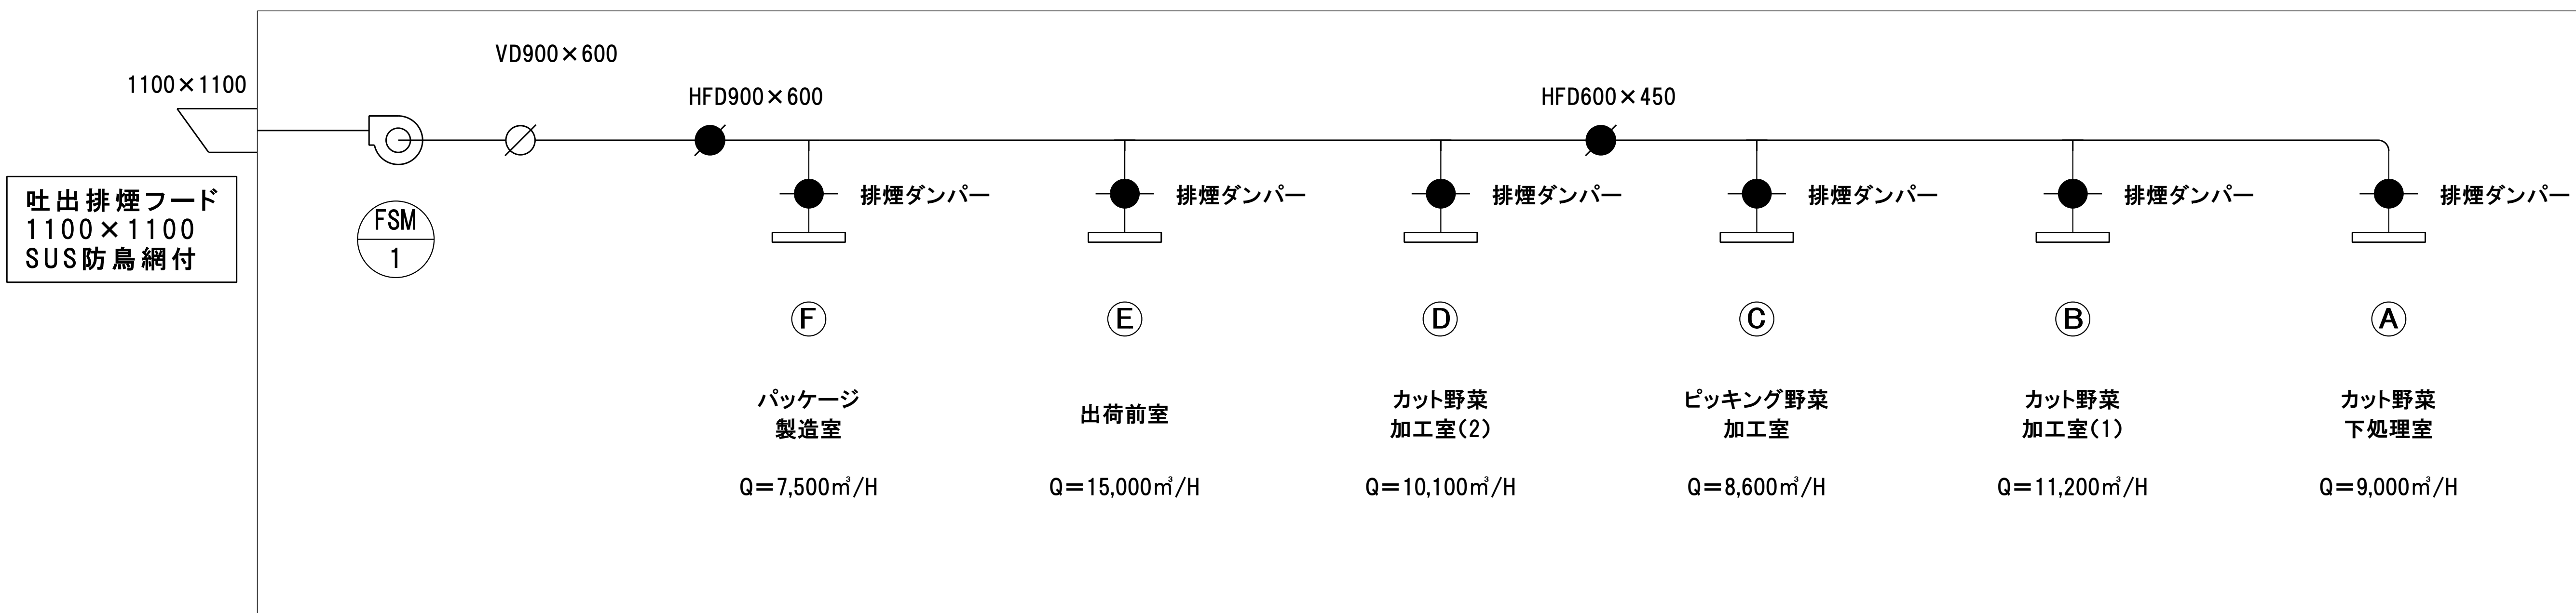 VD900×600
1100×1100
HFD900×600
HFD600×450
吐出排煙フード
1100×1100
SUS防鳥網付
FSM
1
排煙ダンパー
排煙ダンパー
排煙ダンパー
排煙ダンパー
排煙ダンパー
排煙ダンパー
F
E
D
C
B
A
パッケージ
製造室
出荷前室
カット野菜
加工室(2)
ピッキング野菜
加工室
カット野菜
加工室(1)
カット野菜
下処理室
Q=7,500㎥/H
Q=15,000㎥/H
Q=10,100㎥/H
Q=8,600㎥/H
Q=11,200㎥/H
Q=9,000㎥/H